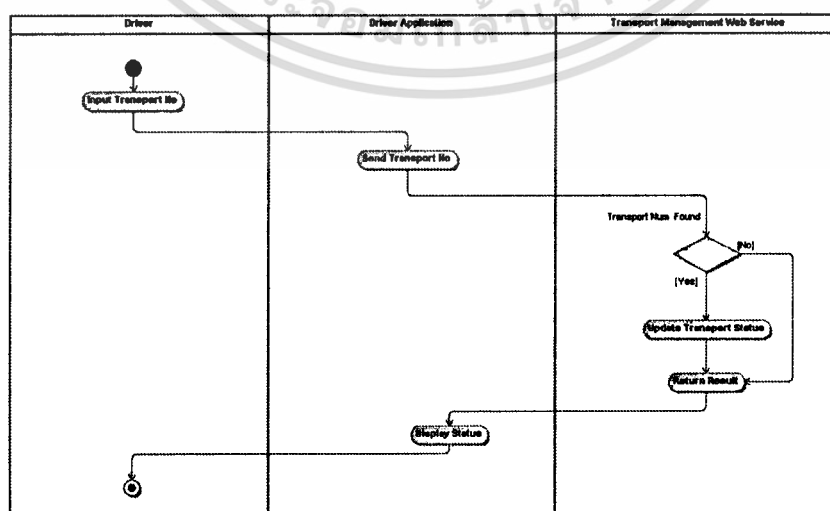 Driver
Driver Application
Transport Management Web Service
Input Transport No
Send Transport No
Transport Num Found
[No]
[Yes]
Update Transport Status
Return Result
Display Status